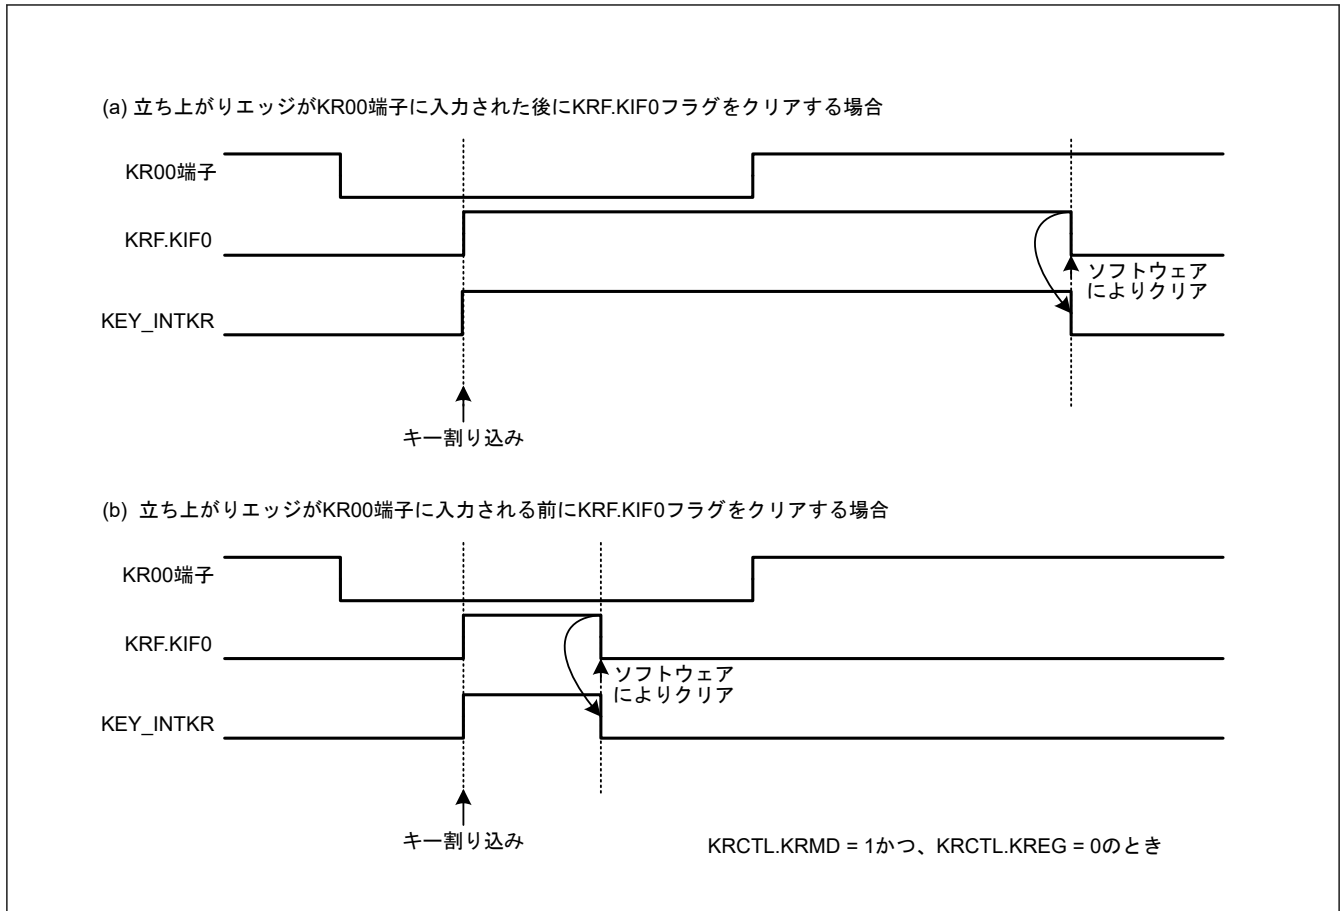 (a) 立ち上がりエッジがKR00端子に入力された後にKRF.KIF0フラグをクリアする場合
KR00端子
KRF.KIF0
ソフトウェア
によりクリア
KEY_INTKR
キー割り込み
(b) 立ち上がりエッジがKR00端子に入力される前にKRF.KIF0フラグをクリアする場合
KR00端子
KRF.KIF0
ソフトウェア
によりクリア
KEY_INTKR
キー割り込み
KRCTL.KRMD = 1かつ、KRCTL.KREG = 0のとき